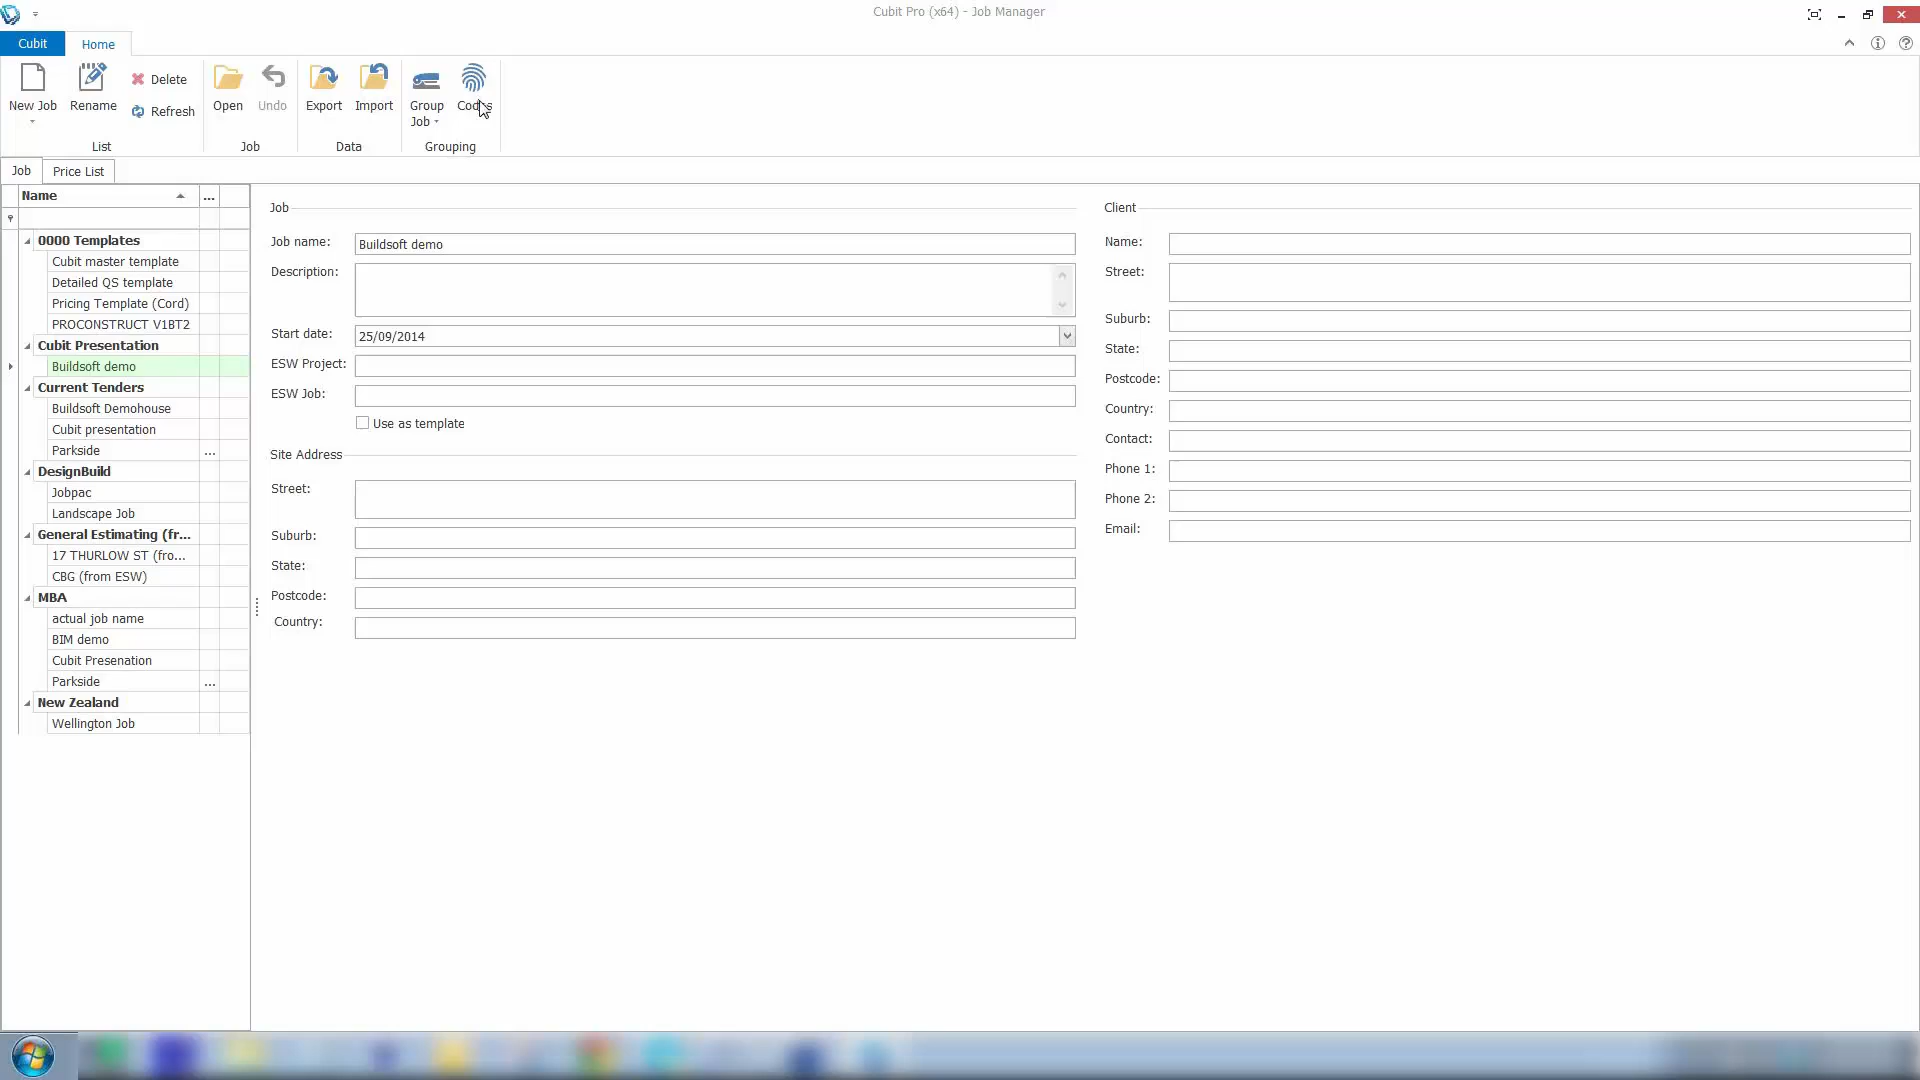 Cubit Pro (x64) - Job Manager
Cubit
Home
New Job
Rename
Delete
Refresh
List
Open
Undo
Job
Export
Import
Data
Group
Job
Codes
Grouping
Job
Price List
Name
...
0000 Templates
Cubit master template
Detailed QS template
Pricing Template (Cord)
PROCONSTRUCT V1BT2
Cubit Presentation
Buildsoft demo
Current Tenders
Buildsoft Demohouse
Cubit presentation
Parkside ...
DesignBuild
Jobpac
Landscape Job
General Estimating (fr...
17 THURLOW ST (fro...
CBG (from ESW)
MBA
actual job name
BIM demo
Cubit Presenation
Parkside ...
New Zealand
Wellington Job
Job
Job name: Buildsoft demo
Description:
Start date: 25/09/2014
ESW Project:
ESW Job:
Use as template
Site Address
Street:
Suburb:
State:
Postcode:
Country:
Client
Name:
Street:
Suburb:
State:
Postcode:
Country:
Contact:
Phone 1:
Phone 2:
Email: